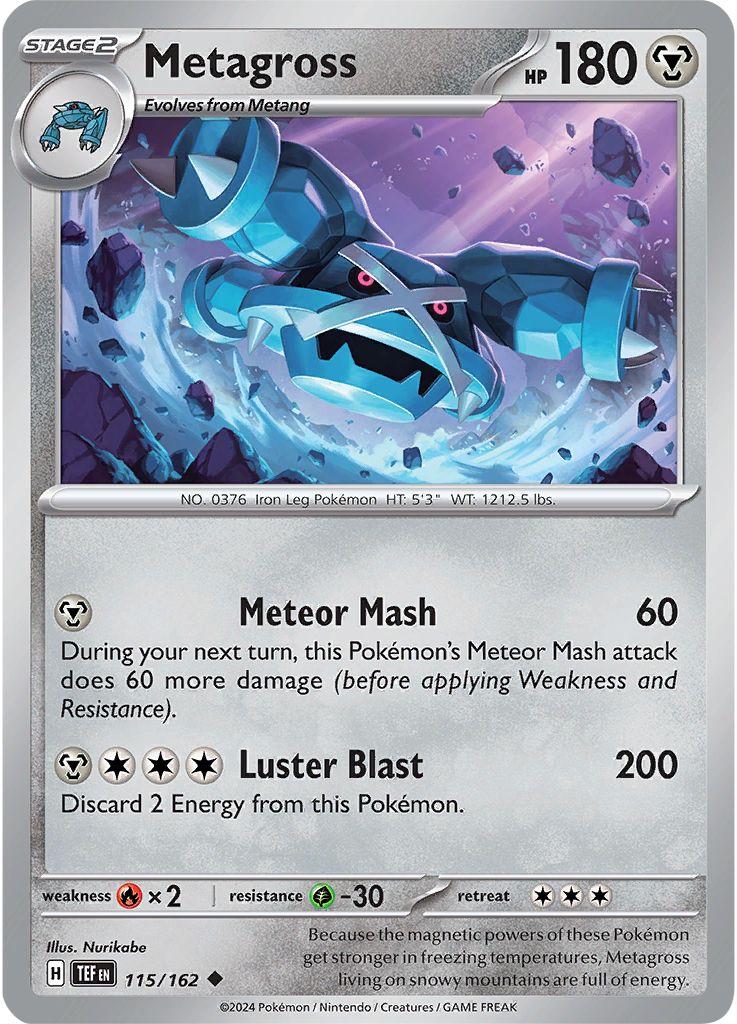 STAGE2
Metagross
HP 180
Evolves from Metang
NO. 0376 Iron Leg Pokémon HT: 5'3" WT: 1212.5 lbs.
Meteor Mash 60
During your next turn, this Pokémon's Meteor Mash attack
does 60 more damage (before applying Weakness and
Resistance).
Luster Blast 200
Discard 2 Energy from this Pokémon.
weakness ×2 resistance -30 retreat
Illus. Nurikabe
Because the magnetic powers of these Pokémon
get stronger in freezing temperatures, Metagross
living on snowy mountains are full of energy.
H TEF EN 115/162
©2024 Pokémon / Nintendo / Creatures / GAME FREAK